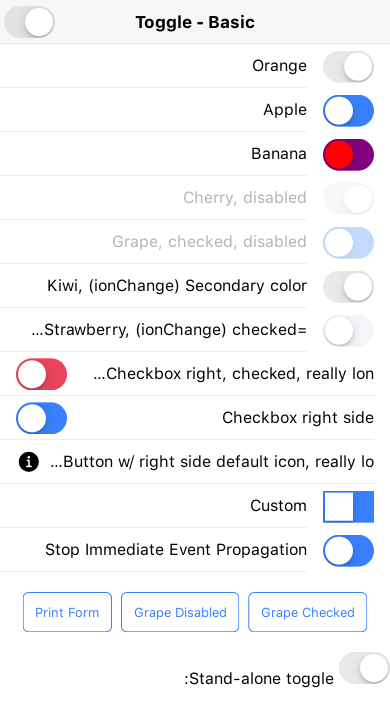 Toggle - Basic
Orange
Apple
Banana
Cherry, disabled
Grape, checked, disabled
Kiwi, (ionChange) Secondary color
...Strawberry, (ionChange) checked=
...Checkbox right, checked, really lon
Checkbox right side
...Button w/ right side default icon, really lo
Custom
Stop Immediate Event Propagation
Print Form Grape Disabled Grape Checked
:Stand-alone toggle